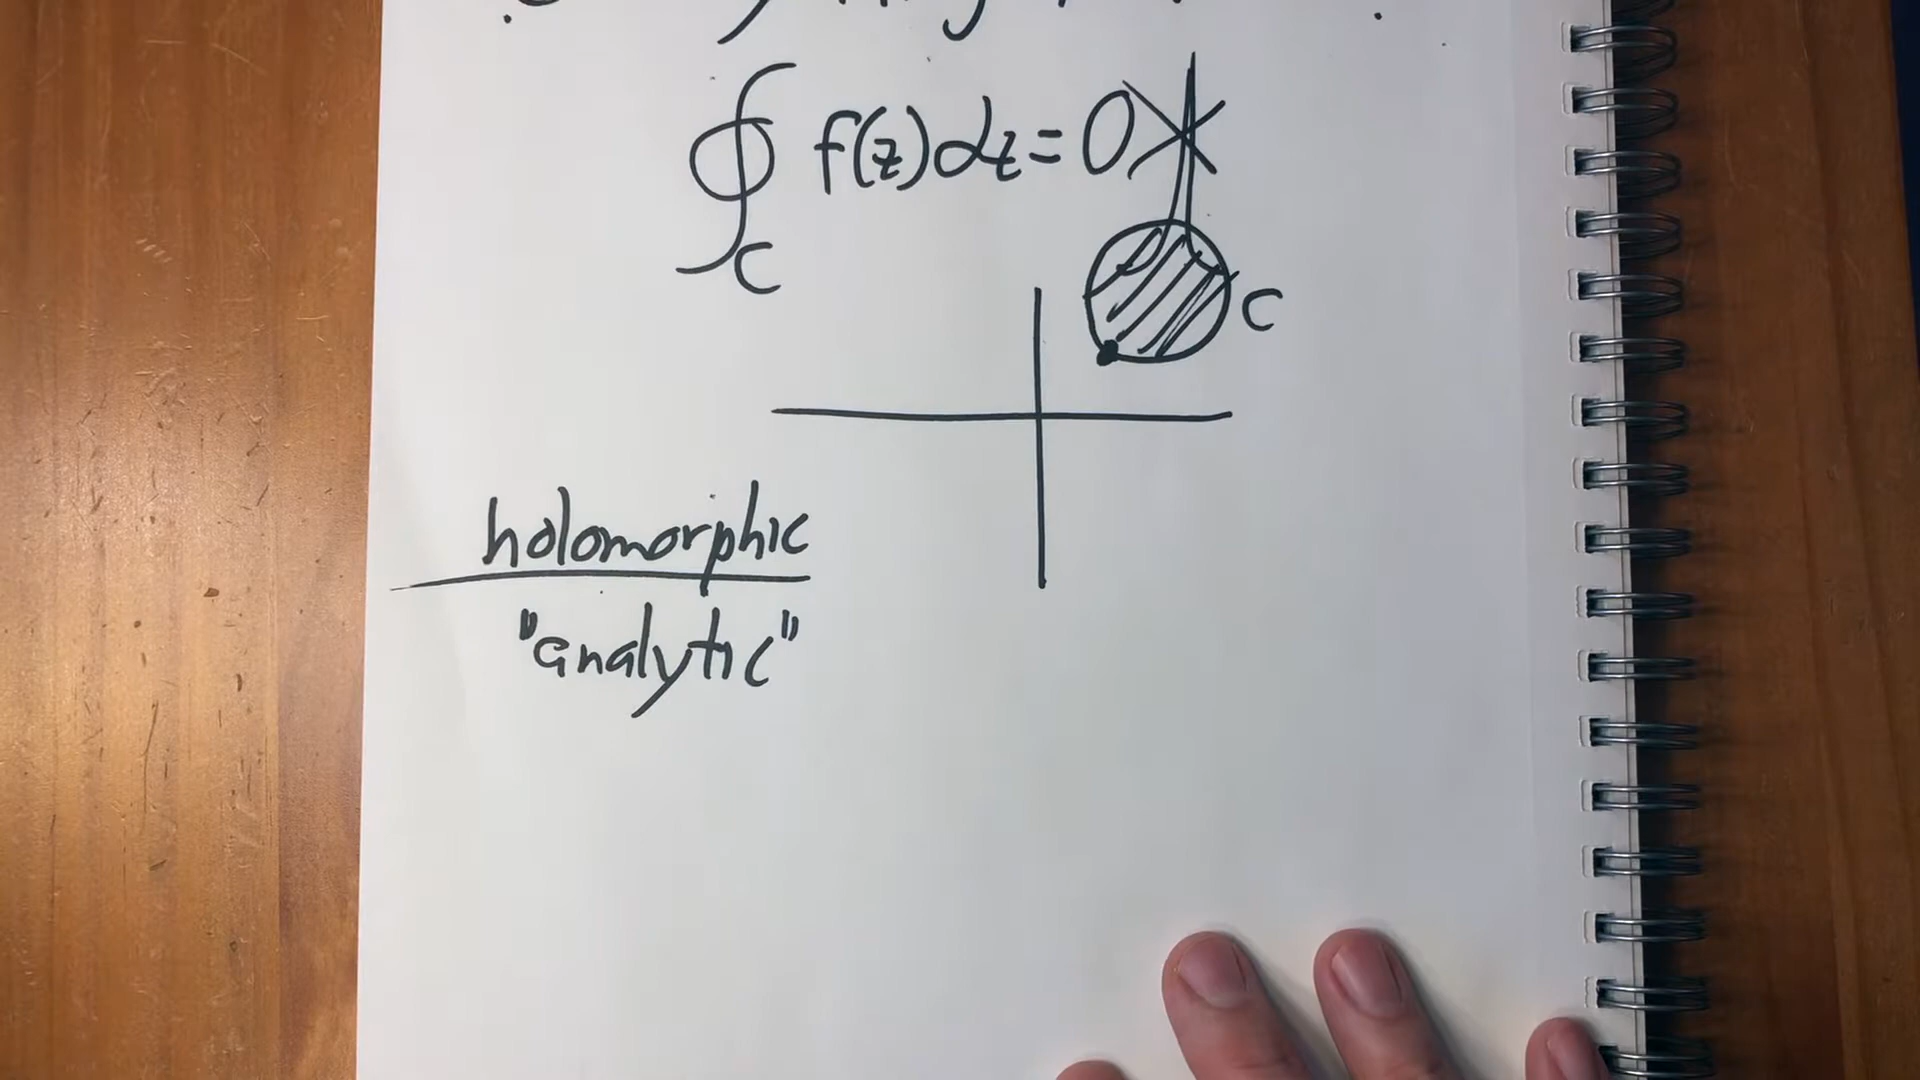 ∮_C f(z)dz = 0
C
holomorphic
"analytic"